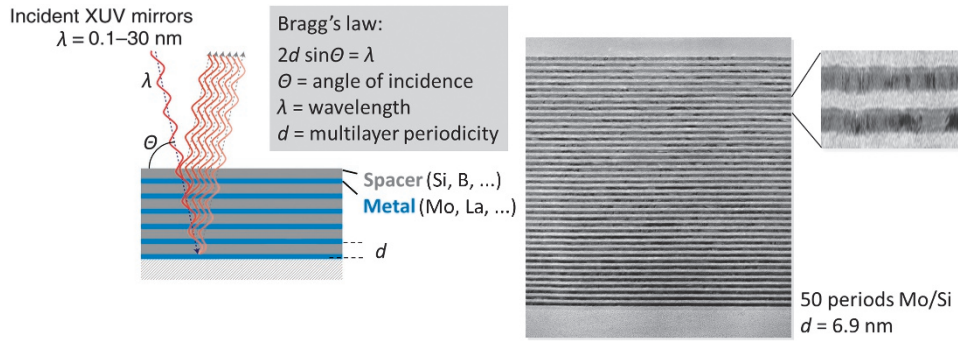 Incident XUV mirrors
λ = 0.1–30 nm
λ
Θ
Bragg's law:
2d sinΘ = λ
Θ = angle of incidence
λ = wavelength
d = multilayer periodicity
Spacer (Si, B, ...)
Metal (Mo, La, ...)
d
50 periods Mo/Si
d = 6.9 nm